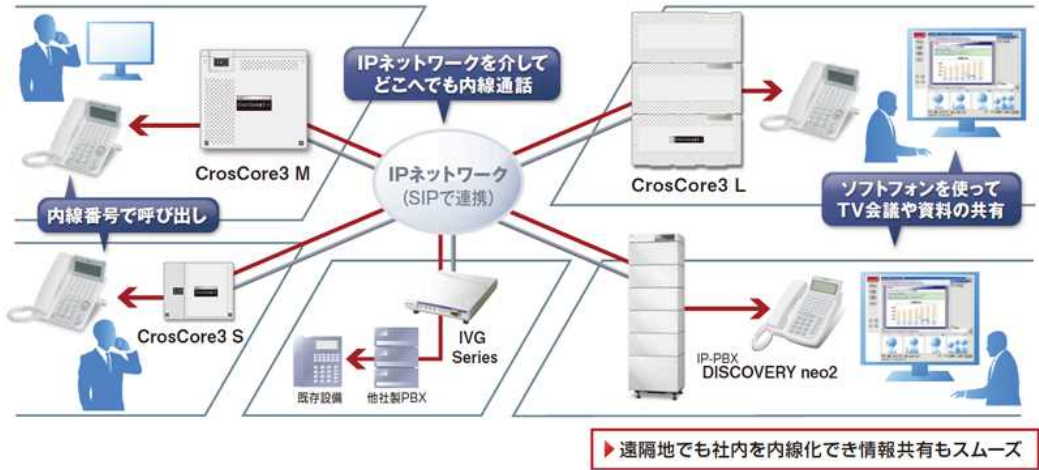 IPネットワークを介して
どこへでも内線通話
CrosCore3 M
CrosCore3 L
IPネットワーク
(SIPで連携)
内線番号で呼び出し
ソフトフォンを使って
TV会議や資料の共有
CrosCore3 S
IVG
Series
既存設備
他社製PBX
IP-PBX
DISCOVERY neo2
▶遠隔地でも社内を内線化でき情報共有もスムーズ